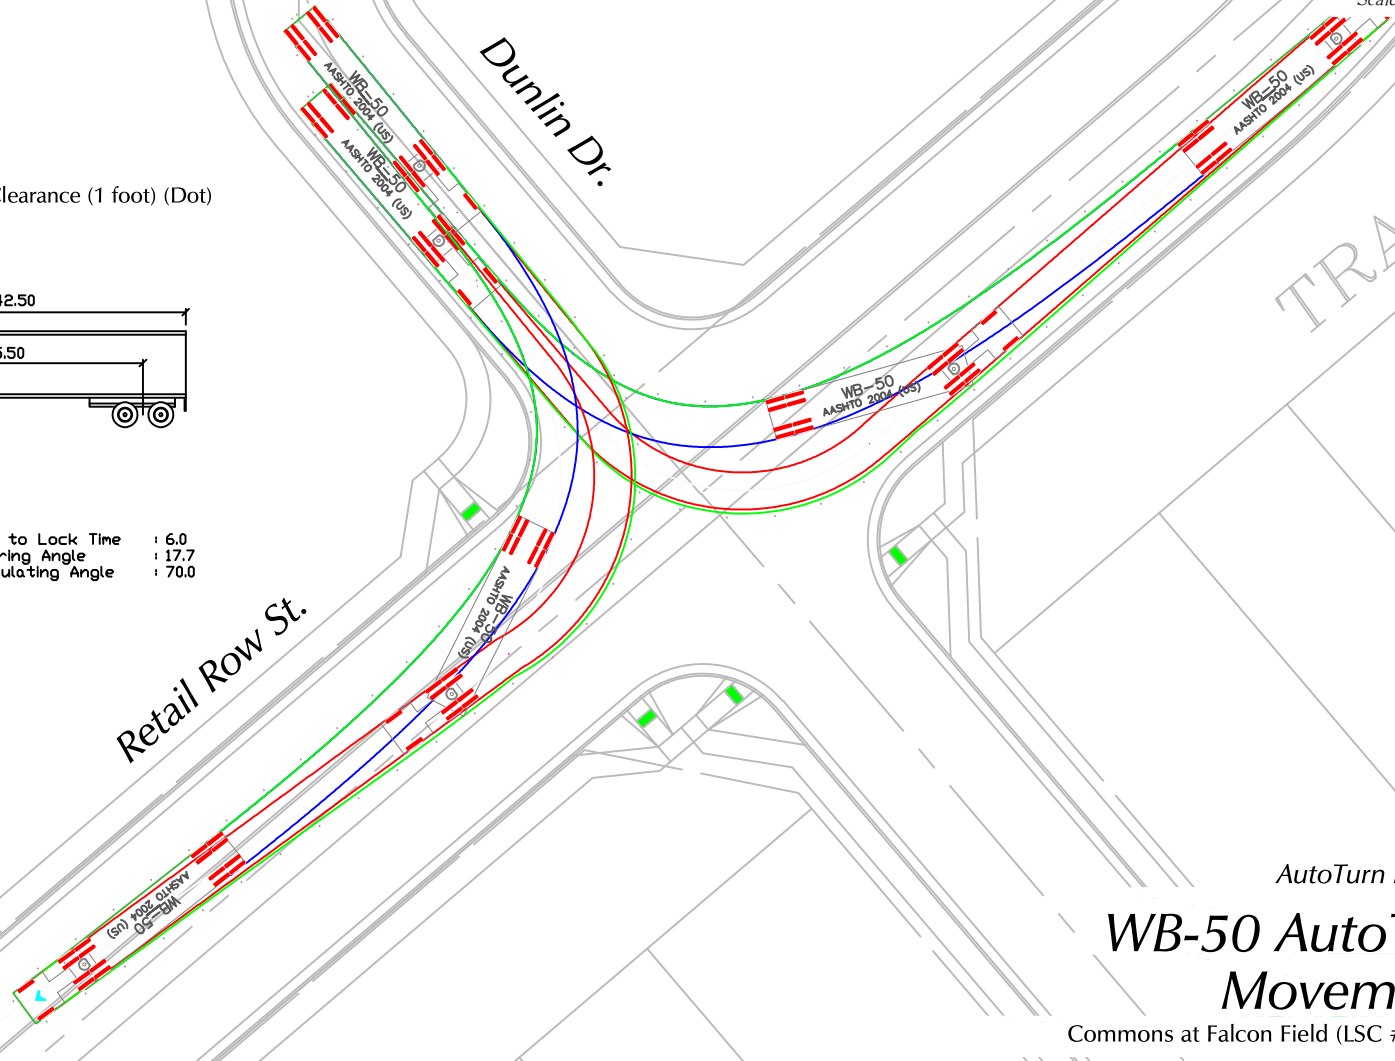 Dunlin Dr.
learance (1 foot) (Dot)
2.50
.50
to Lock Time : 6.0
ring Angle : 17.7
ulating Angle : 70.0
Retail Row St.
TRA
WB-50
AASHTO 2004 (US)
WB-50
AASHTO 2004 (US)
WB-50
AASHTO 2004 (US)
WB-50
AASHTO 2004 (US)
WB-50
AASHTO 2004 (US)
WB-50
AASHTO 2004 (US)
AutoTurn
WB-50 Auto
Movem
Commons at Falcon Field (LSC #